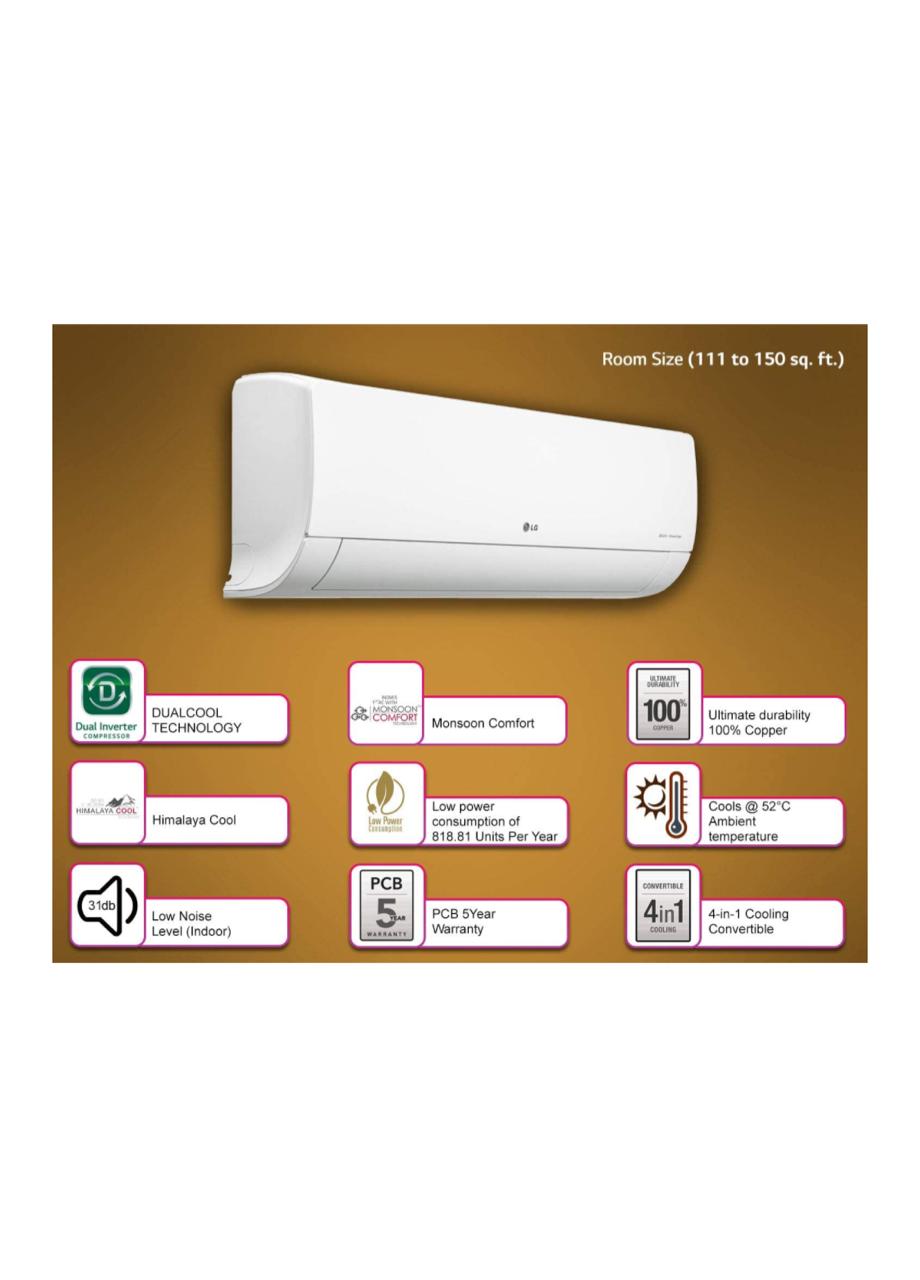 Room Size (111 to 150 sq. ft.)
LG
D
Dual Inverter
COMPRESSOR
DUALCOOL
TECHNOLOGY
MONSOON
COMFORT
Monsoon Comfort
ULTIMATE
DURABILITY
100%
COPPER
Ultimate durability
100% Copper
HIMALAYA COOL
Himalaya Cool
Low Power
Consumption
Low power
consumption of
818.81 Units Per Year
Cools @ 52°C
Ambient
temperature
31db
Low Noise
Level (Indoor)
PCB
5YEAR
WARRANTY
PCB 5Year
Warranty
CONVERTIBLE
4in1
COOLING
4-in-1 Cooling
Convertible